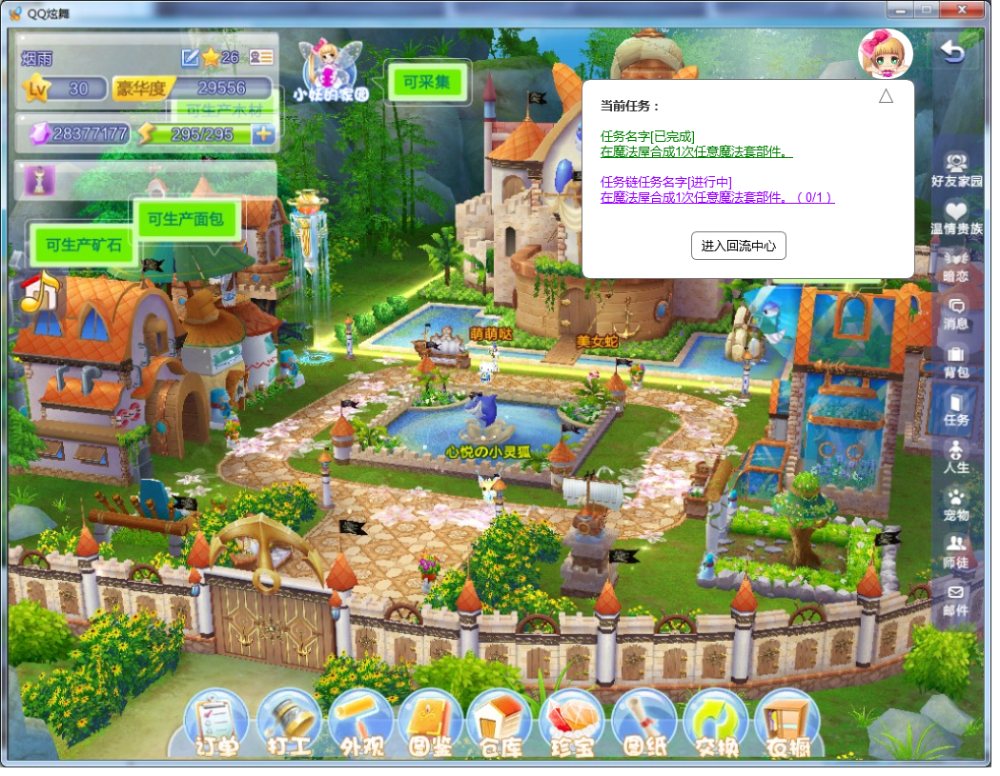 QQ炫舞
烟雨
26
Lv
30
豪华度
29556
可生产木材
28377177
295/295
小妖的家园
可采集
可生产面包
可生产矿石
当前任务：
任务名字[已完成]
在魔法屋合成1次任意魔法套部件。
任务链任务名字[进行中]
在魔法屋合成1次任意魔法套部件。（0/1）
进入回流中心
好友家园
温情贵族
暗恋
消息
背包
任务
人生
宠物
师徒
邮件
萌萌哒
美女蛇
心悦の小灵狐
订单
打工
外观
图鉴
仓库
珍宝
图纸
交换
衣橱